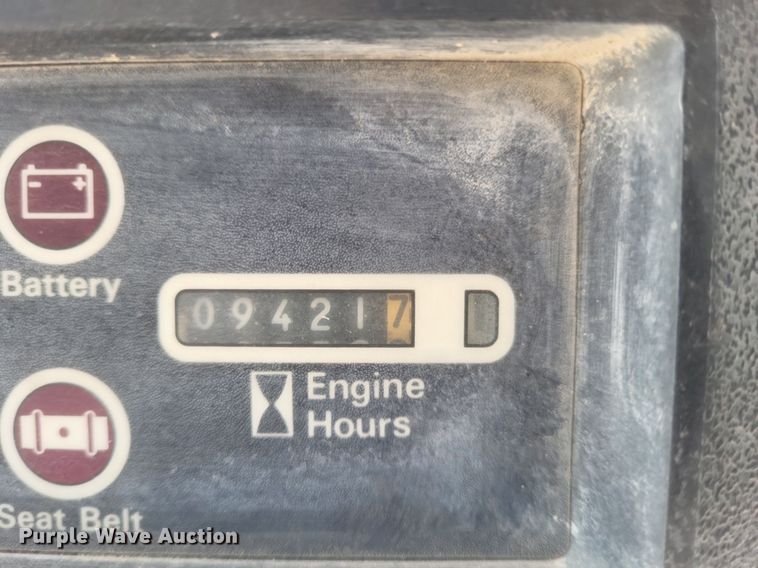 Battery
094217
Engine
Hours
Seat Belt
Purple Wave Auction